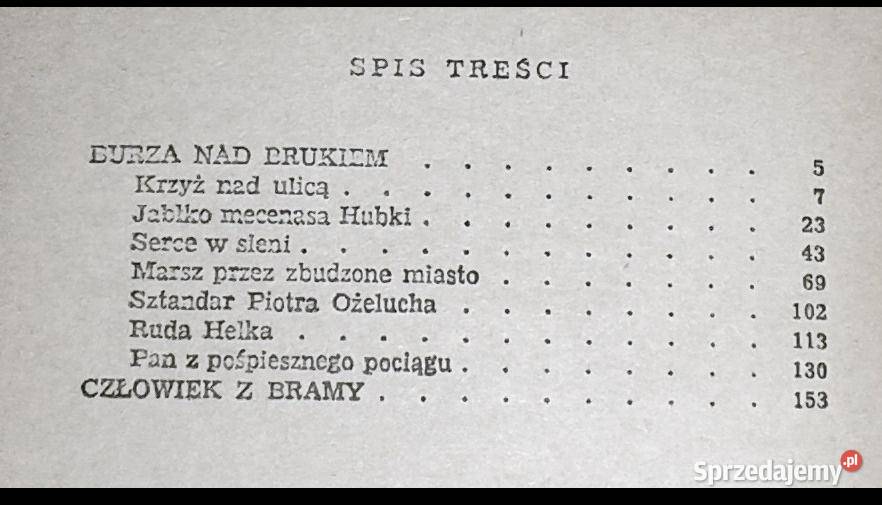 SPIS TREŚCI
BURZA NAD BRUKIEM . . . . . . . . . 5
Krzyż nad ulicą . . . . . . . . . . . 7
Jabłko mecenasa Hubki . . . . . . . . . 23
Serce w sieni . . . . . . . . . . . . 43
Marsz przez zbudzone miasto . . . . . . . 69
Sztandar Piotra Ożelucha . . . . . . . . 102
Ruda Helka . . . . . . . . . . . . 113
Pan z pośpiesznego pociągu . . . . . . . . 130
CZŁOWIEK Z BRAMY . . . . . . . . . . 153
Sprzedajemy.pl